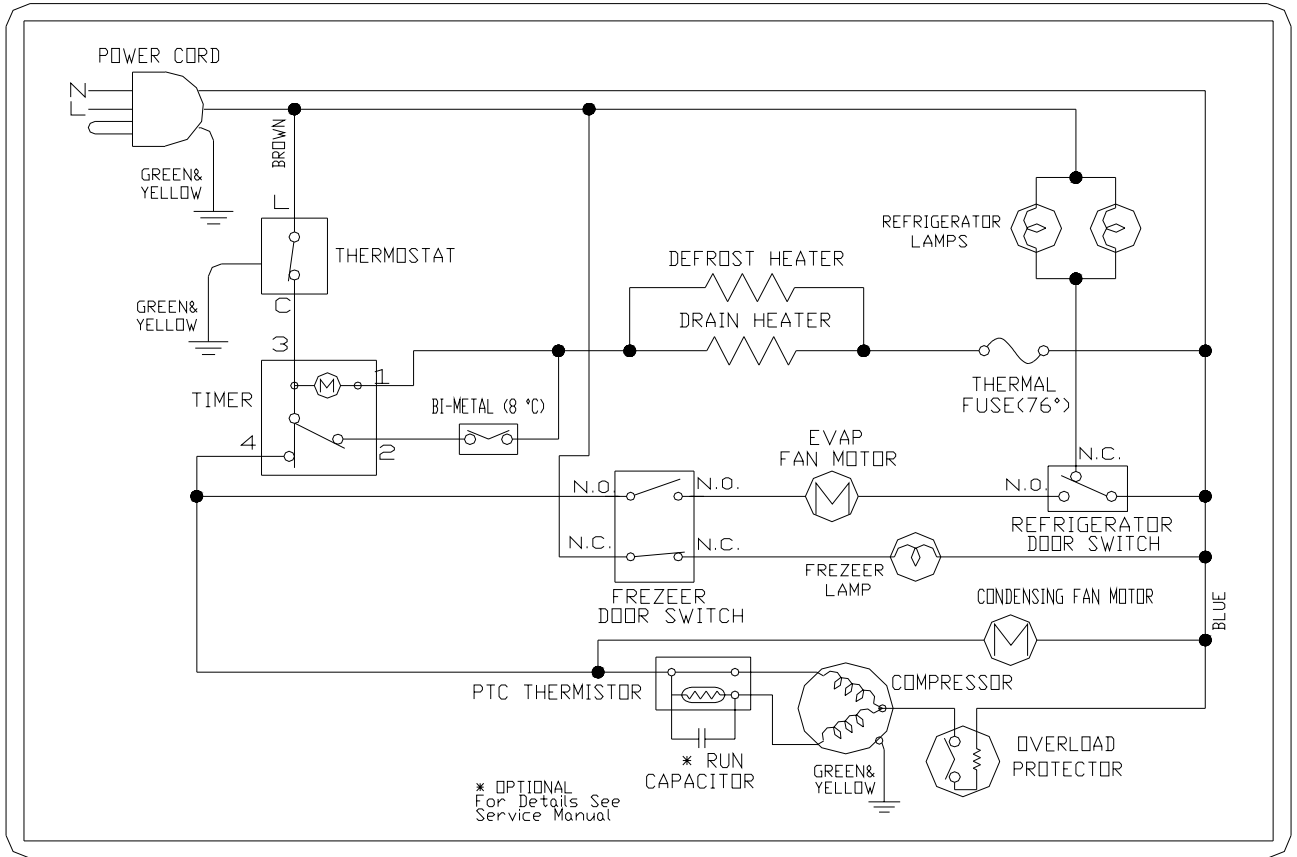 POWER CORD
N
L
GREEN&
YELLOW
BROWN
L
THERMOSTAT
C
GREEN&
YELLOW
3
TIMER
1
4
2
BI-METAL (8 °C)
DEFROST HEATER
DRAIN HEATER
REFRIGERATOR
LAMPS
THERMAL
FUSE(76°)
EVAP
FAN MOTOR
M
M
N.C.
N.O.
N.O.
N.O.
REFRIGERATOR
DOOR SWITCH
N.C.
N.C.
FREZEER
DOOR SWITCH
FREZEER
LAMP
CONDENSING FAN MOTOR
M
BLUE
PTC THERMISTOR
COMPRESSOR
* RUN
CAPACITOR
GREEN&
YELLOW
OVERLOAD
PROTECTOR
* OPTIONAL
For Details See
Service Manual